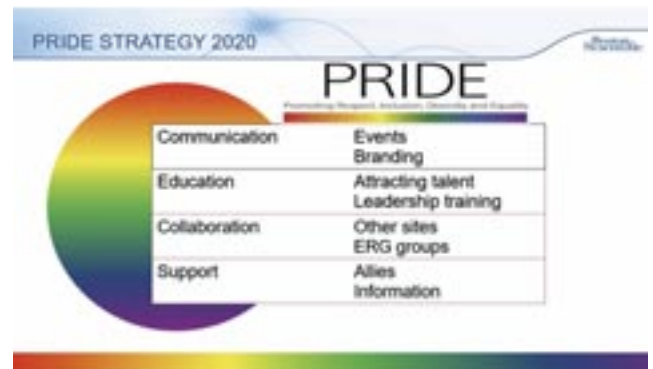 PRIDE STRATEGY 2020
PRIDE
Promoting Respect, Inclusion, Diversity and Equality
Communication Events
Branding
Education Attracting talent
Leadership training
Collaboration Other sites
ERG groups
Support Allies
Information